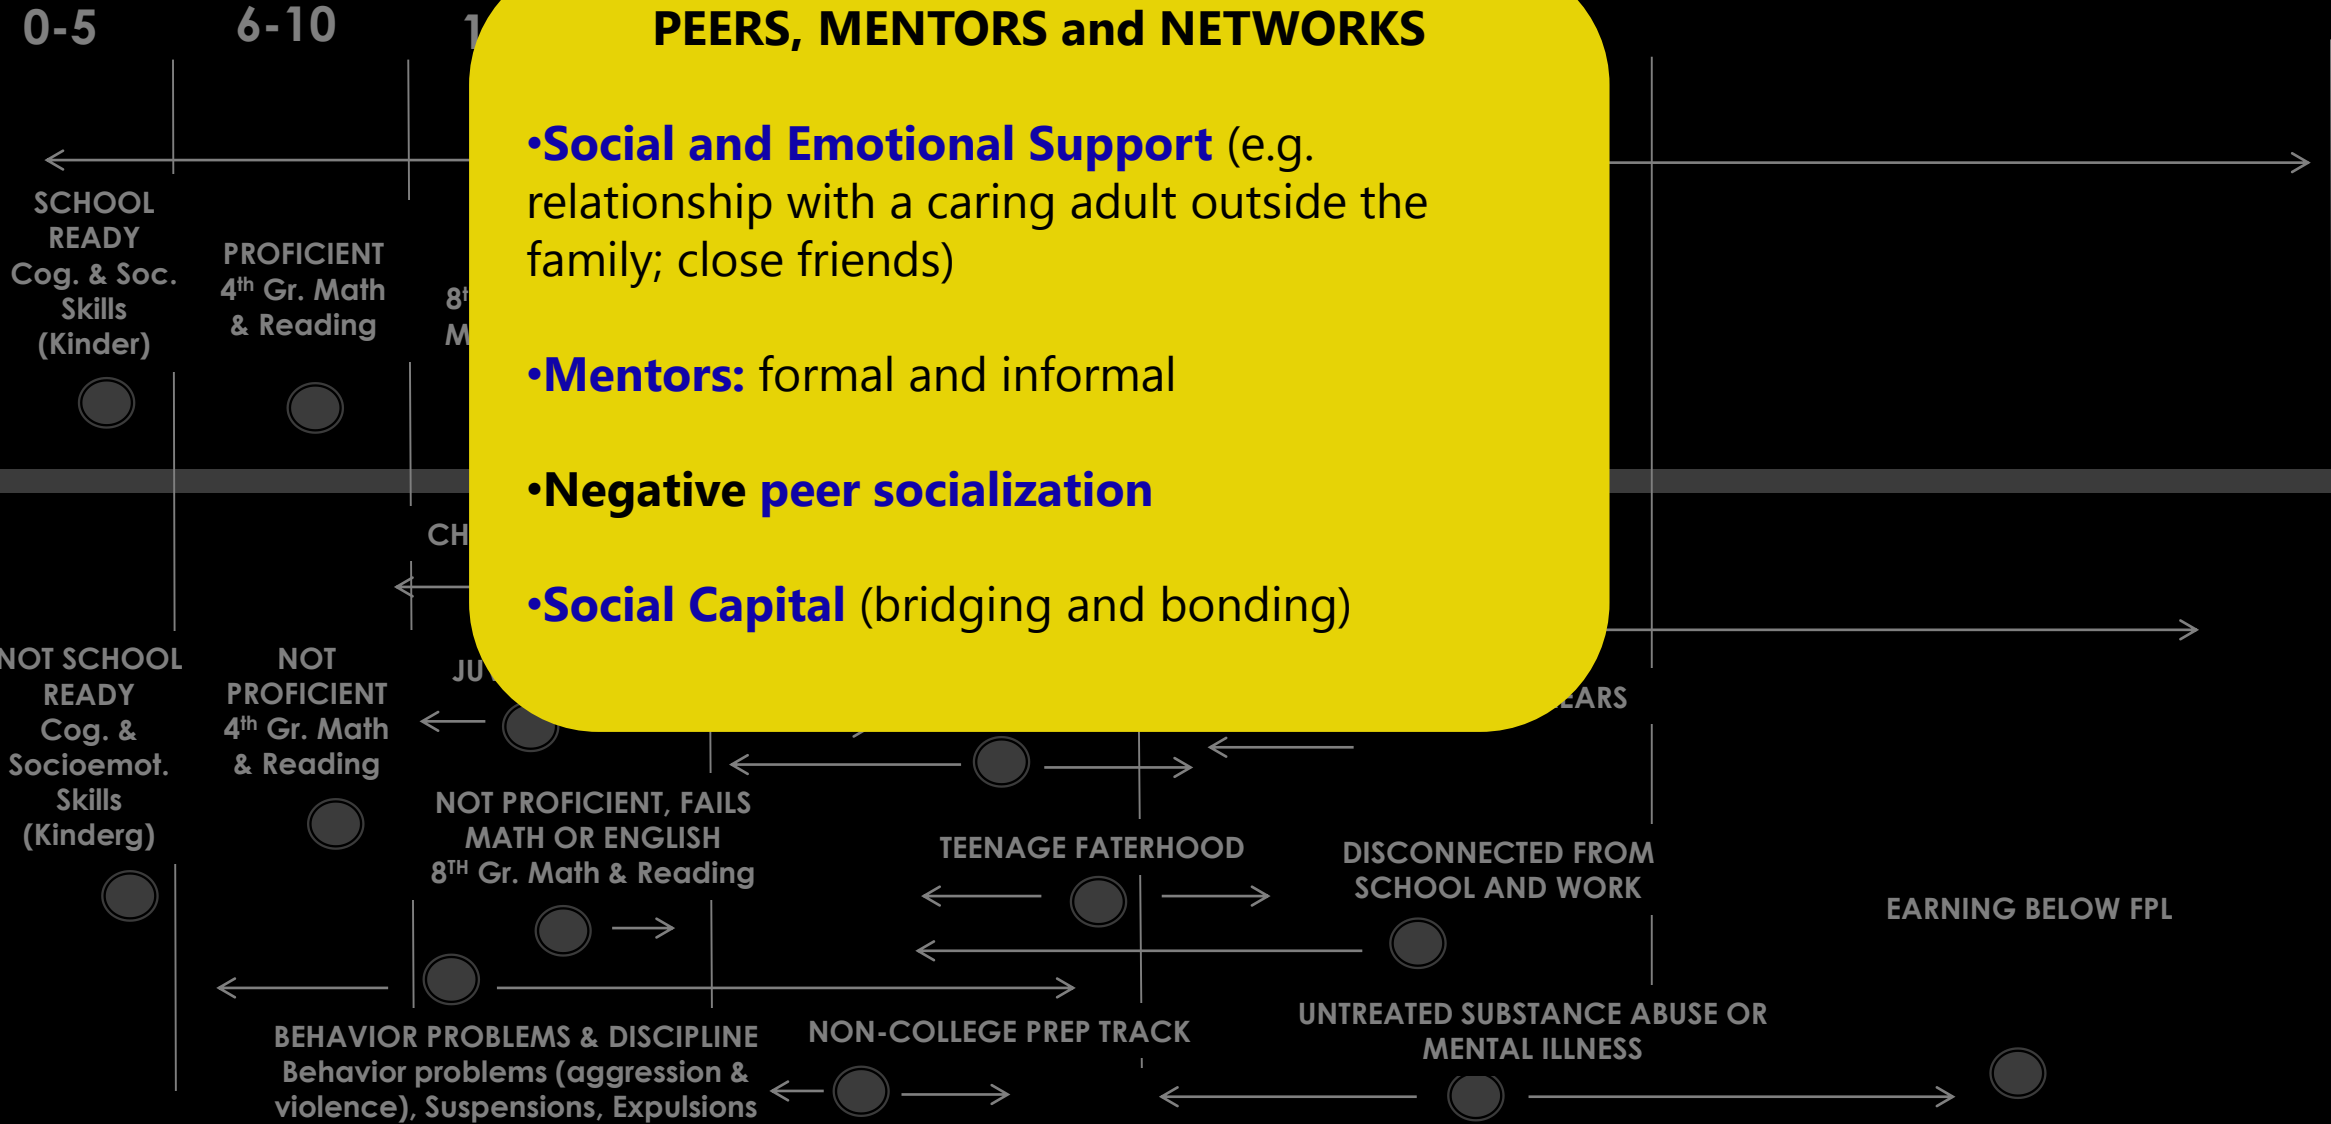 0-5
6-10
PEERS, MENTORS and NETWORKS
•Social and Emotional Support (e.g.
relationship with a caring adult outside the
family; close friends)
•Mentors: formal and informal
•Negative peer socialization
•Social Capital (bridging and bonding)
SCHOOL
READY
Cog. & Soc.
Skills
(Kinder)
PROFICIENT
4th Gr. Math
& Reading
NOT SCHOOL
READY
Cog. &
Socioemot.
Skills
(Kinderg)
NOT
PROFICIENT
4th Gr. Math
& Reading
NOT PROFICIENT, FAILS
MATH OR ENGLISH
8TH Gr. Math & Reading
TEENAGE FATERHOOD
DISCONNECTED FROM
SCHOOL AND WORK
EARNING BELOW FPL
BEHAVIOR PROBLEMS & DISCIPLINE
Behavior problems (aggression &
violence), Suspensions, Expulsions
NON-COLLEGE PREP TRACK
UNTREATED SUBSTANCE ABUSE OR
MENTAL ILLNESS